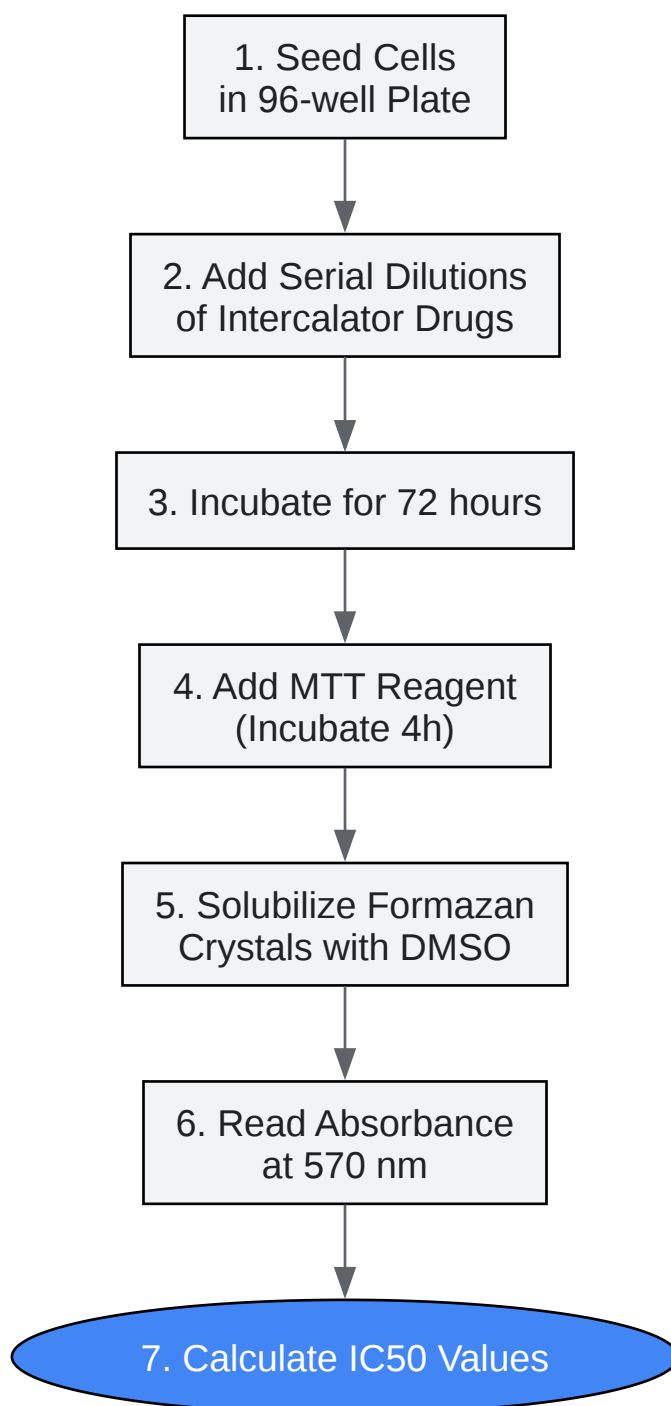 1. Seed Cells
in 96-well Plate
2. Add Serial Dilutions
of Intercalator Drugs
3. Incubate for 72 hours
4. Add MTT Reagent
(Incubate 4h)
5. Solubilize Formazan
Crystals with DMSO
6. Read Absorbance
at 570 nm
7. Calculate IC50 Values